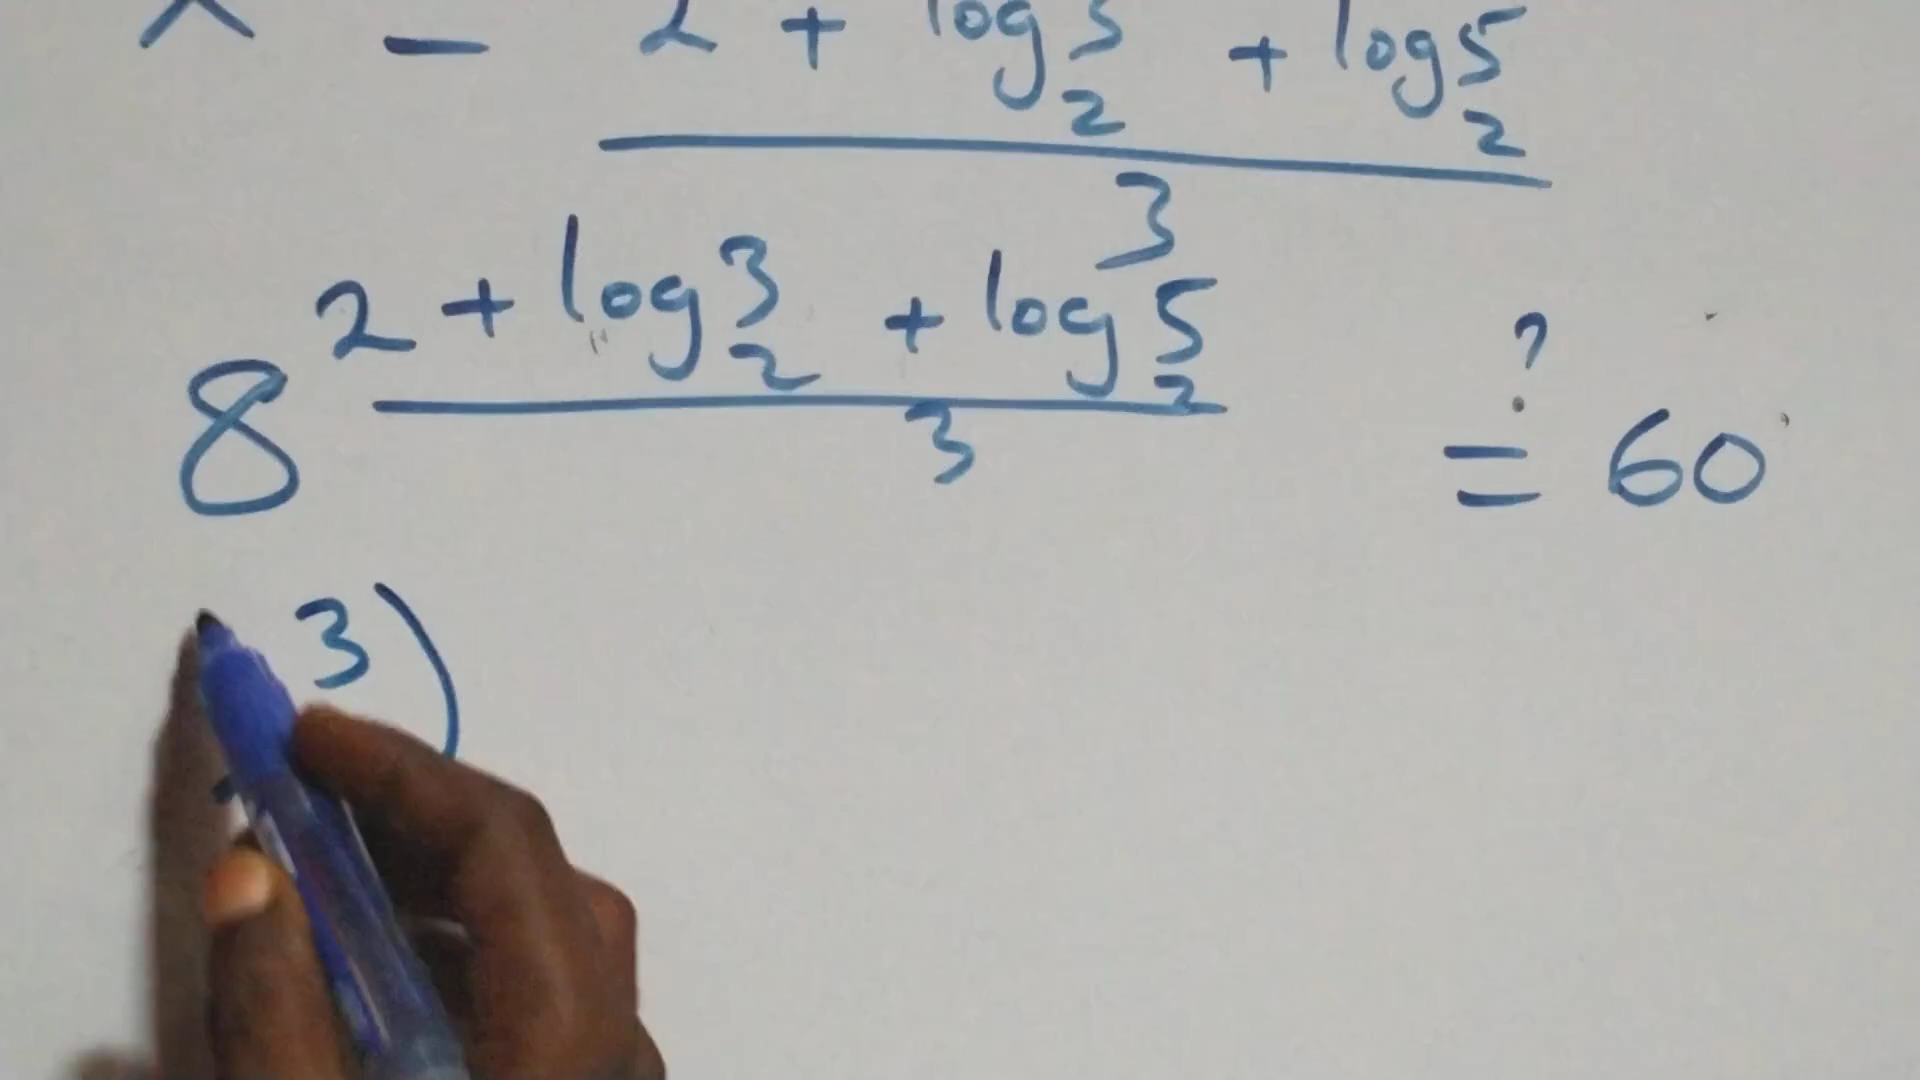 x = 2 + log₂3 + log₂5
3
2 + log₂3 + log₂5
8 3 ?= 60
3)